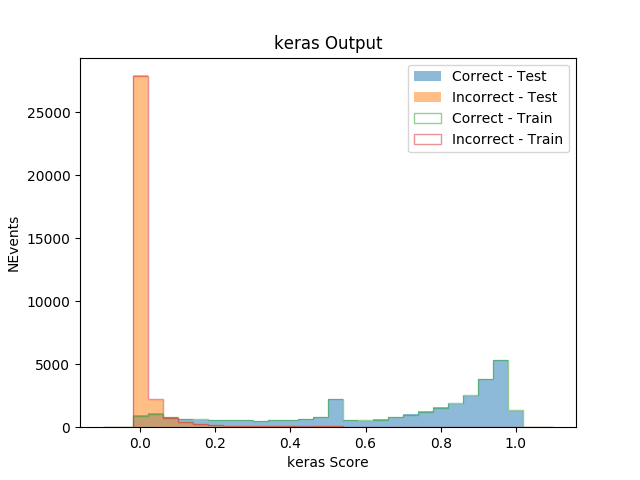 keras Output
Correct - Test
Incorrect - Test
Correct - Train
Incorrect - Train
NEvents
25000
20000
15000
10000
5000
0
0.0 0.2 0.4 0.6 0.8 1.0
keras Score